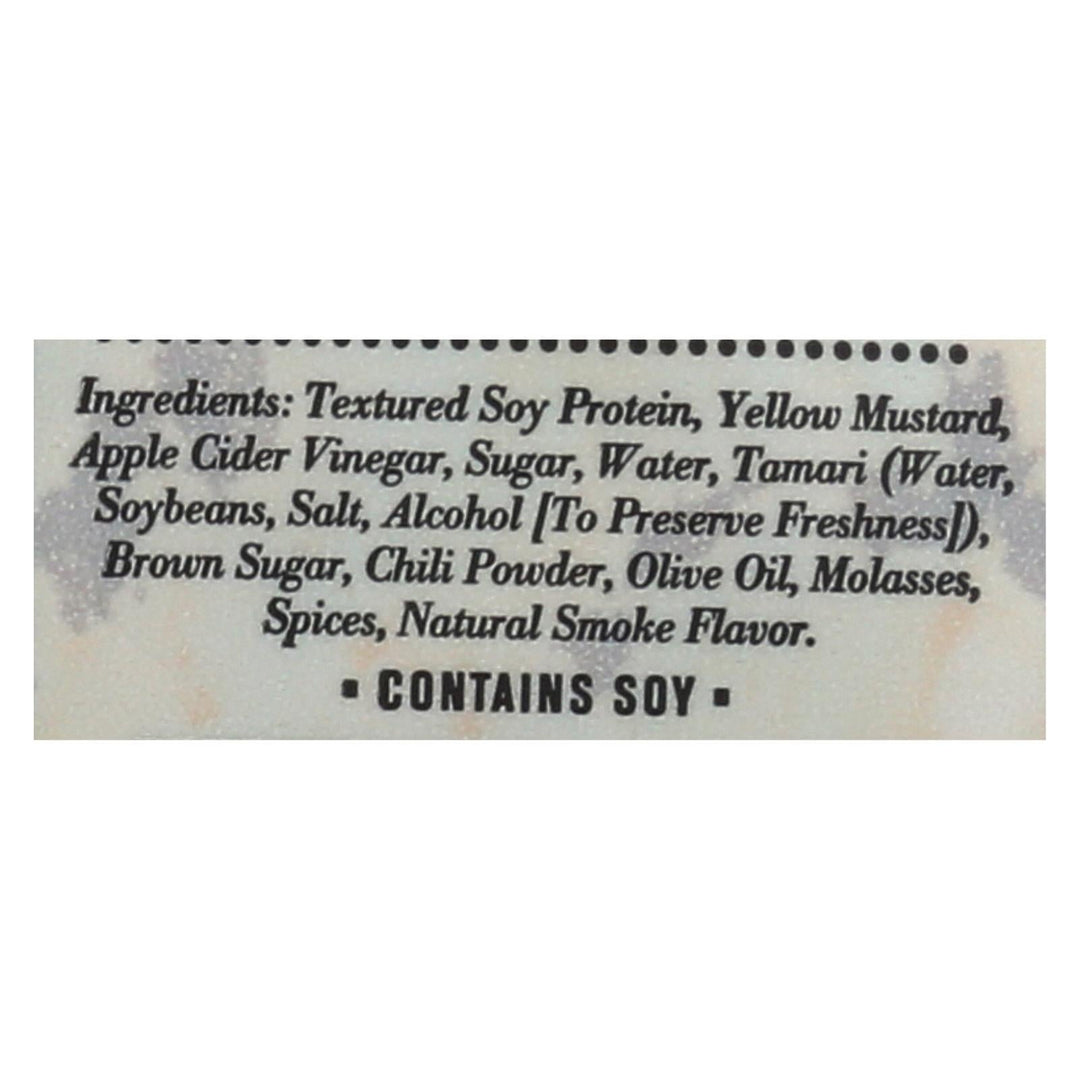 Ingredients: Textured Soy Protein, Yellow Mustard,
Apple Cider Vinegar, Sugar, Water, Tamari (Water,
Soybeans, Salt, Alcohol [To Preserve Freshness]),
Brown Sugar, Chili Powder, Olive Oil, Molasses,
Spices, Natural Smoke Flavor.
▪ CONTAINS SOY ▪